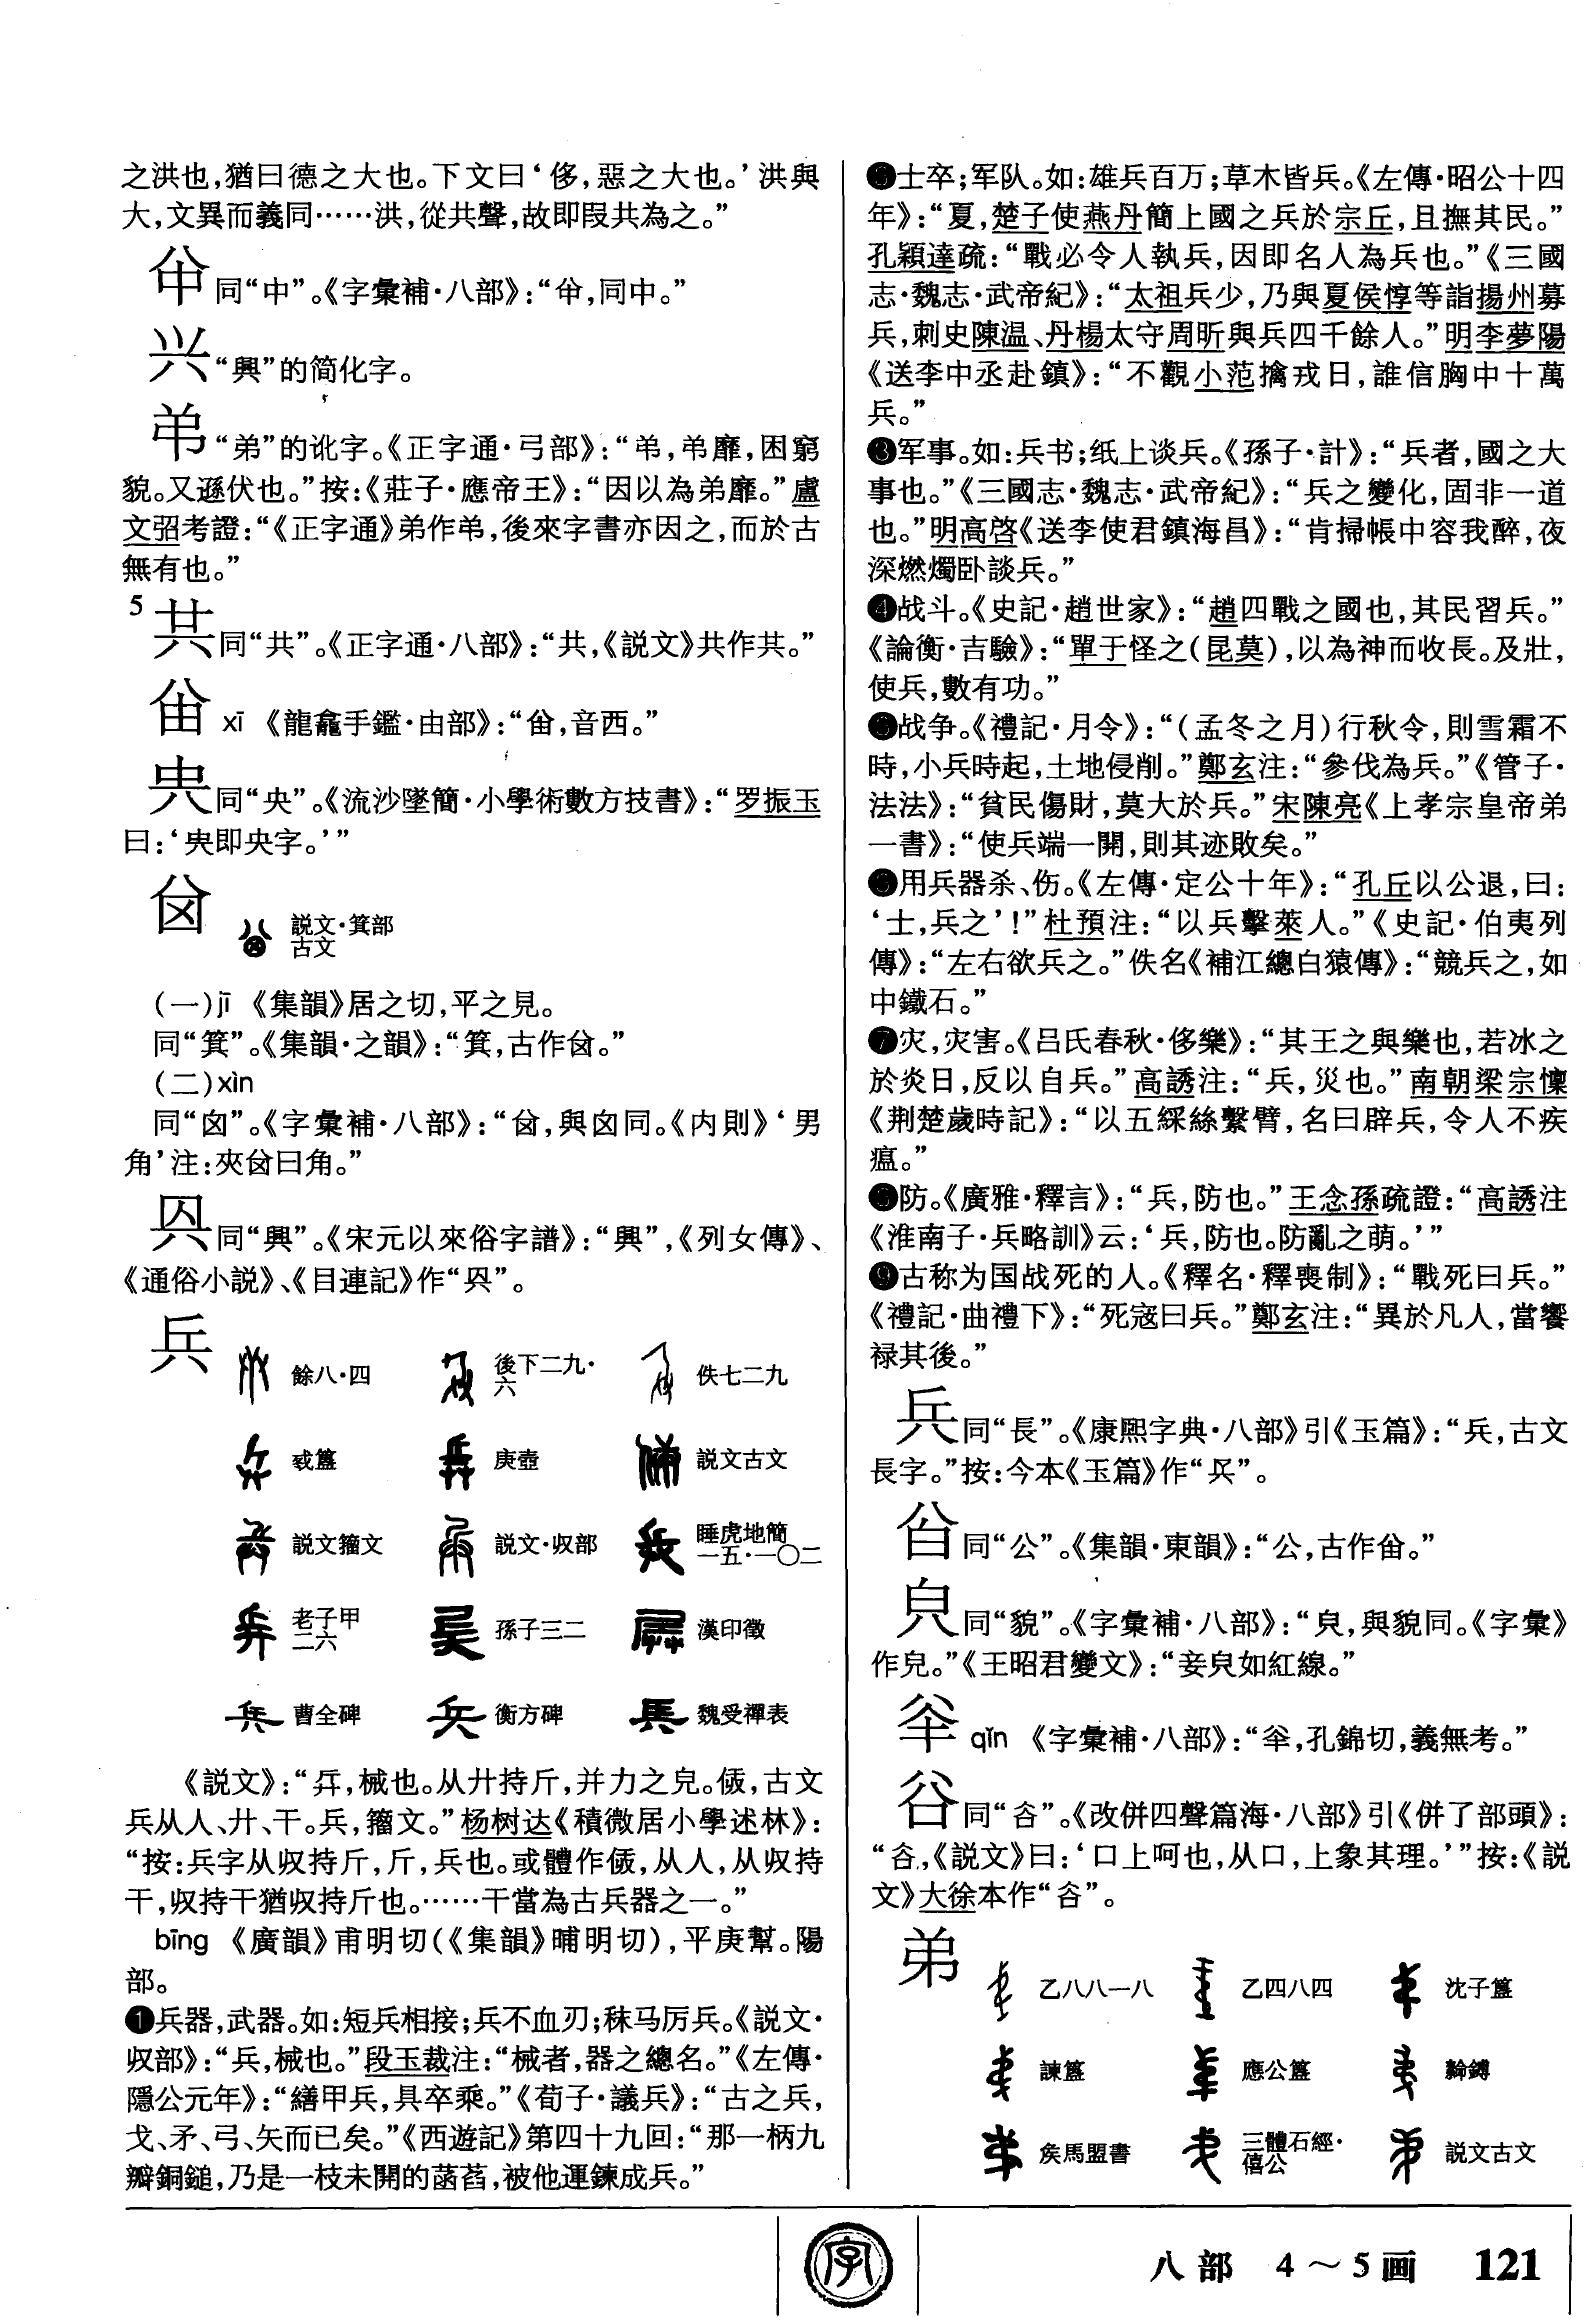 之洪也,猶曰德之大也。下文曰‘侈,惡之大也。’洪與
大,文異而義同……洪,從共聲,故即叚共為之。”
同“中”。《字彙補·八部》:“,同中。”
兴“興”的简化字。
“弟”的讹字。《正字通·弓部》:“,靡,困窮
貌。又遜伏也。”按:《莊子·應帝王》:“因以為弟靡。”盧
文弨考證:“《正字通》弟作,後來字書亦因之,而於古
無有也。”
5
同“共”。《正字通·八部》:“共,《説文》共作。”
xī 《龍龕手鑑·由部》:“,音西。”
同“央”。《流沙墜簡·小學術數方技書》:“罗振玉
曰:‘即央字。’”
説文·箕部
古文
(一)jī 《集韻》居之切,平之見。
同“箕”。《集韻·之韻》:“箕,古作。”
(二)xìn
同“囟”。《字彙補·八部》:“,與囟同。《内則》‘男
角’注:夾曰角。”
同“興”。《宋元以來俗字譜》:“興”,《列女傳》、
《通俗小説》、《目連記》作“”。
兵
餘八·四 後下二九·六 佚七二九
㦰簋 庚壺 説文古文
説文籀文 説文·𠬞部 睡虎地簡一五·一〇二
老子甲二六 孫子三二 漢印徵
曹全碑 衡方碑 魏受禪表
《説文》:“,械也。从廾持斤,并力之皃。㑻,古文
兵从人、廾、干。兵,籀文。”杨树达《積微居小學述林》:
“按:兵字从𠬞持斤,斤,兵也。或體作㑻,从人,从𠬞持
干,𠬞持干猶𠬞持斤也。……干當為古兵器之一。”
bīng 《廣韻》甫明切(《集韻》晡明切),平庚幫。陽
部。
❶兵器,武器。如:短兵相接;兵不血刃;秣马厉兵。《説文·
𠬞部》:“兵,械也。”段玉裁注:“械者,器之總名。”《左傳·
隱公元年》:“繕甲兵,具卒乘。”《荀子·議兵》:“古之兵,
戈、矛、弓、矢而已矣。”《西遊記》第四十九回:“那一柄九
瓣銅鎚,乃是一枝未開的菡萏,被他運鍊成兵。”
❷士卒;军队。如:雄兵百万;草木皆兵。《左傳·昭公十四
年》:“夏,楚子使燕丹簡上國之兵於宗丘,且撫其民。”
孔穎達疏:“戰必令人執兵,因即名人為兵也。”《三國
志·魏志·武帝紀》:“太祖兵少,乃與夏侯惇等詣揚州募
兵,刺史陳温、丹楊太守周昕與兵四千餘人。”明李夢陽
《送李中丞赴鎮》:“不觀小范擒戎日,誰信胸中十萬
兵。”
❸军事。如:兵书;纸上谈兵。《孫子·計》:“兵者,國之大
事也。”《三國志·魏志·武帝紀》:“兵之變化,固非一道
也。”明高啓《送李使君鎮海昌》:“肯掃帳中容我醉,夜
深燃燭卧談兵。”
❹战斗。《史記·趙世家》:“趙四戰之國也,其民習兵。”
《論衡·吉驗》:“單于怪之(昆莫),以為神而收長。及壯,
使兵,數有功。”
❺战争。《禮記·月令》:“(孟冬之月)行秋令,則雪霜不
時,小兵時起,土地侵削。”鄭玄注:“參伐為兵。”《管子·
法法》:“貧民傷財,莫大於兵。”宋陳亮《上孝宗皇帝弟
一書》:“使兵端一開,則其迹敗矣。”
❻用兵器杀、伤。《左傳·定公十年》:“孔丘以公退,曰:
‘士,兵之’!”杜預注:“以兵擊萊人。”《史記·伯夷列
傳》:“左右欲兵之。”佚名《補江總白猿傳》:“競兵之,如
中鐵石。”
❼灾,灾害。《吕氏春秋·侈樂》:“其王之與樂也,若冰之
於炎日,反以自兵。”高誘注:“兵,災也。”南朝梁宗懍
《荆楚歲時記》:“以五綵絲繫臂,名曰辟兵,令人不疾
瘟。”
❽防。《廣雅·釋言》:“兵,防也。”王念孫疏證:“高誘注
《淮南子·兵略訓》云:‘兵,防也。防亂之萌。’”
❾古称为国战死的人。《釋名·釋喪制》:“戰死曰兵。”
《禮記·曲禮下》:“死寇曰兵。”鄭玄注:“異於凡人,當饗
禄其後。”
同“長”。《康熙字典·八部》引《玉篇》:“,古文
長字。”按:今本《玉篇》作“”。
㕣同“公”。《集韻·東韻》:“公,古作。”
皃同“貌”。《字彙補·八部》:“,與貌同。《字彙》
作皃。”《王昭君變文》:“妾如紅線。”
qǐn 《字彙補·八部》:“,孔錦切,義無考。”
谷同“𧮫”。《改併四聲篇海·八部》引《併了部頭》:
“,《説文》曰:‘口上呵也,从口,上象其理。’”按:《説
文》大徐本作“𧮫”。
弟
乙八八一八 乙四八四 沈子簋
諫簋 應公簋 䋣鎛
矦馬盟書 三體石經·僖公 説文古文
字
八部 4～5画 121